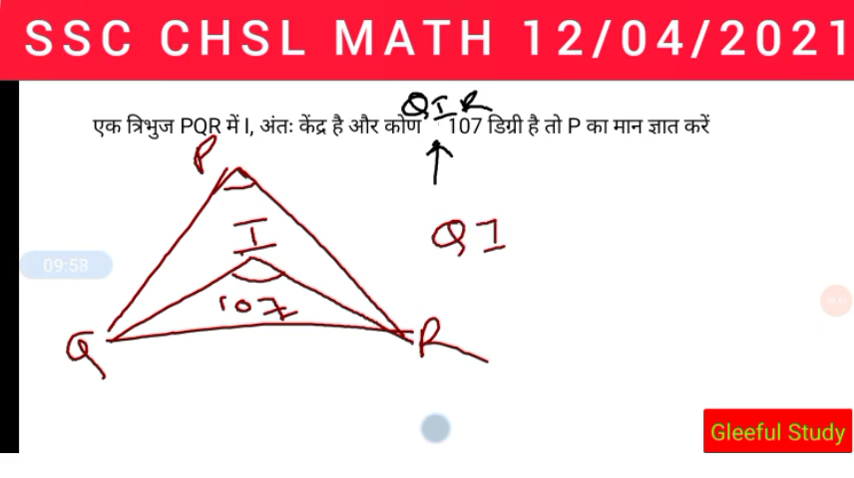 SSC CHSL MATH 12/04/2021
QIR
एक त्रिभुज PQR में I, अंतः केंद्र है और कोण 107 डिग्री है तो P का मान ज्ञात करें
P
I
QI
09:58
107
Q
R
Gleeful Study